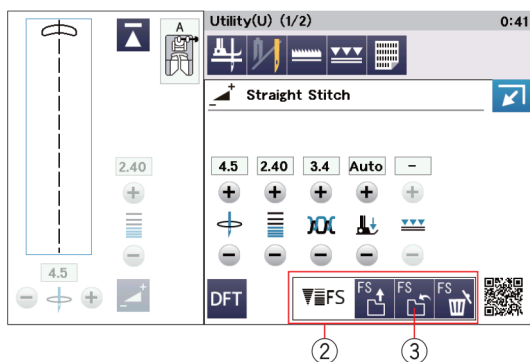 A
Utility(U) (1/2) 0:41
Straight Stitch
2.40
4.5 2.40 3.4 Auto –
4.5
DFT FS FS FS FS
② ③